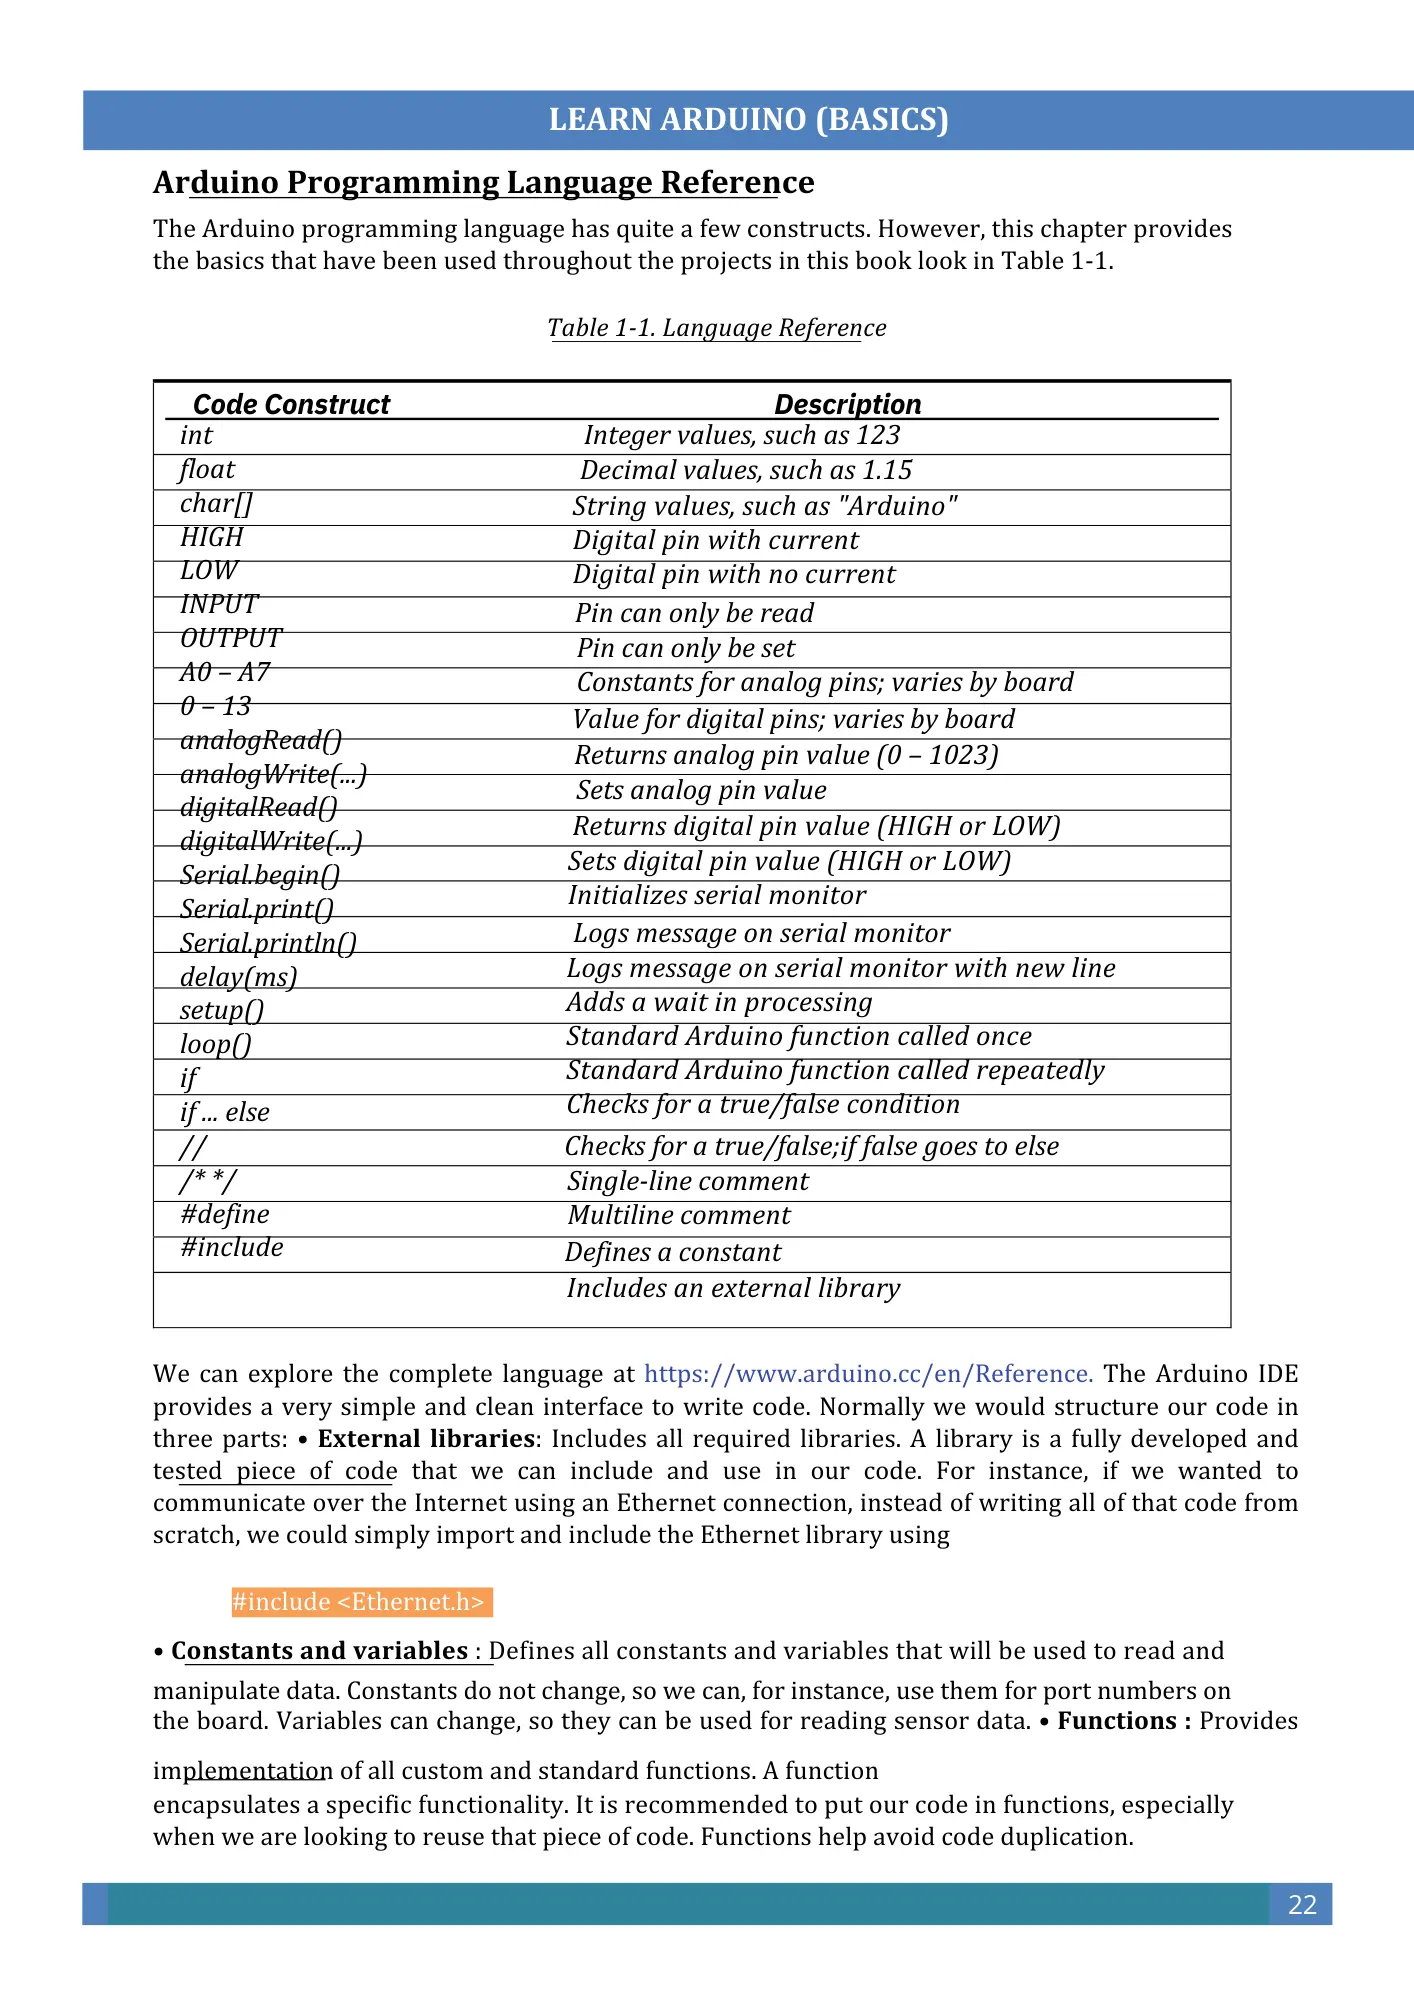 LEARN ARDUINO (BASICS)
Arduino Programming Language Reference
The Arduino programming language has quite a few constructs. However, this chapter provides
the basics that have been used throughout the projects in this book look in Table 1-1.
Table 1-1. Language Reference
Code Construct Description
int Integer values, such as 123
float Decimal values, such as 1.15
char[] String values, such as "Arduino"
HIGH Digital pin with current
LOW Digital pin with no current
INPUT Pin can only be read
OUTPUT Pin can only be set
A0 – A7 Constants for analog pins; varies by board
0 – 13 Value for digital pins; varies by board
analogRead() Returns analog pin value (0 – 1023)
analogWrite(...) Sets analog pin value
digitalRead() Returns digital pin value (HIGH or LOW)
digitalWrite(...) Sets digital pin value (HIGH or LOW)
Serial.begin() Initializes serial monitor
Serial.print() Logs message on serial monitor
Serial.println() Logs message on serial monitor with new line
delay(ms) Adds a wait in processing
setup() Standard Arduino function called once
loop() Standard Arduino function called repeatedly
if Checks for a true/false condition
if ... else Checks for a true/false;if false goes to else
// Single-line comment
/* */ Multiline comment
#define Defines a constant
#include Includes an external library
We can explore the complete language at https://www.arduino.cc/en/Reference. The Arduino IDE
provides a very simple and clean interface to write code. Normally we would structure our code in
three parts: • External libraries: Includes all required libraries. A library is a fully developed and
tested piece of code that we can include and use in our code. For instance, if we wanted to
communicate over the Internet using an Ethernet connection, instead of writing all of that code from
scratch, we could simply import and include the Ethernet library using
#include <Ethernet.h>
• Constants and variables : Defines all constants and variables that will be used to read and
manipulate data. Constants do not change, so we can, for instance, use them for port numbers on
the board. Variables can change, so they can be used for reading sensor data. • Functions : Provides
implementation of all custom and standard functions. A function
encapsulates a specific functionality. It is recommended to put our code in functions, especially
when we are looking to reuse that piece of code. Functions help avoid code duplication.
22